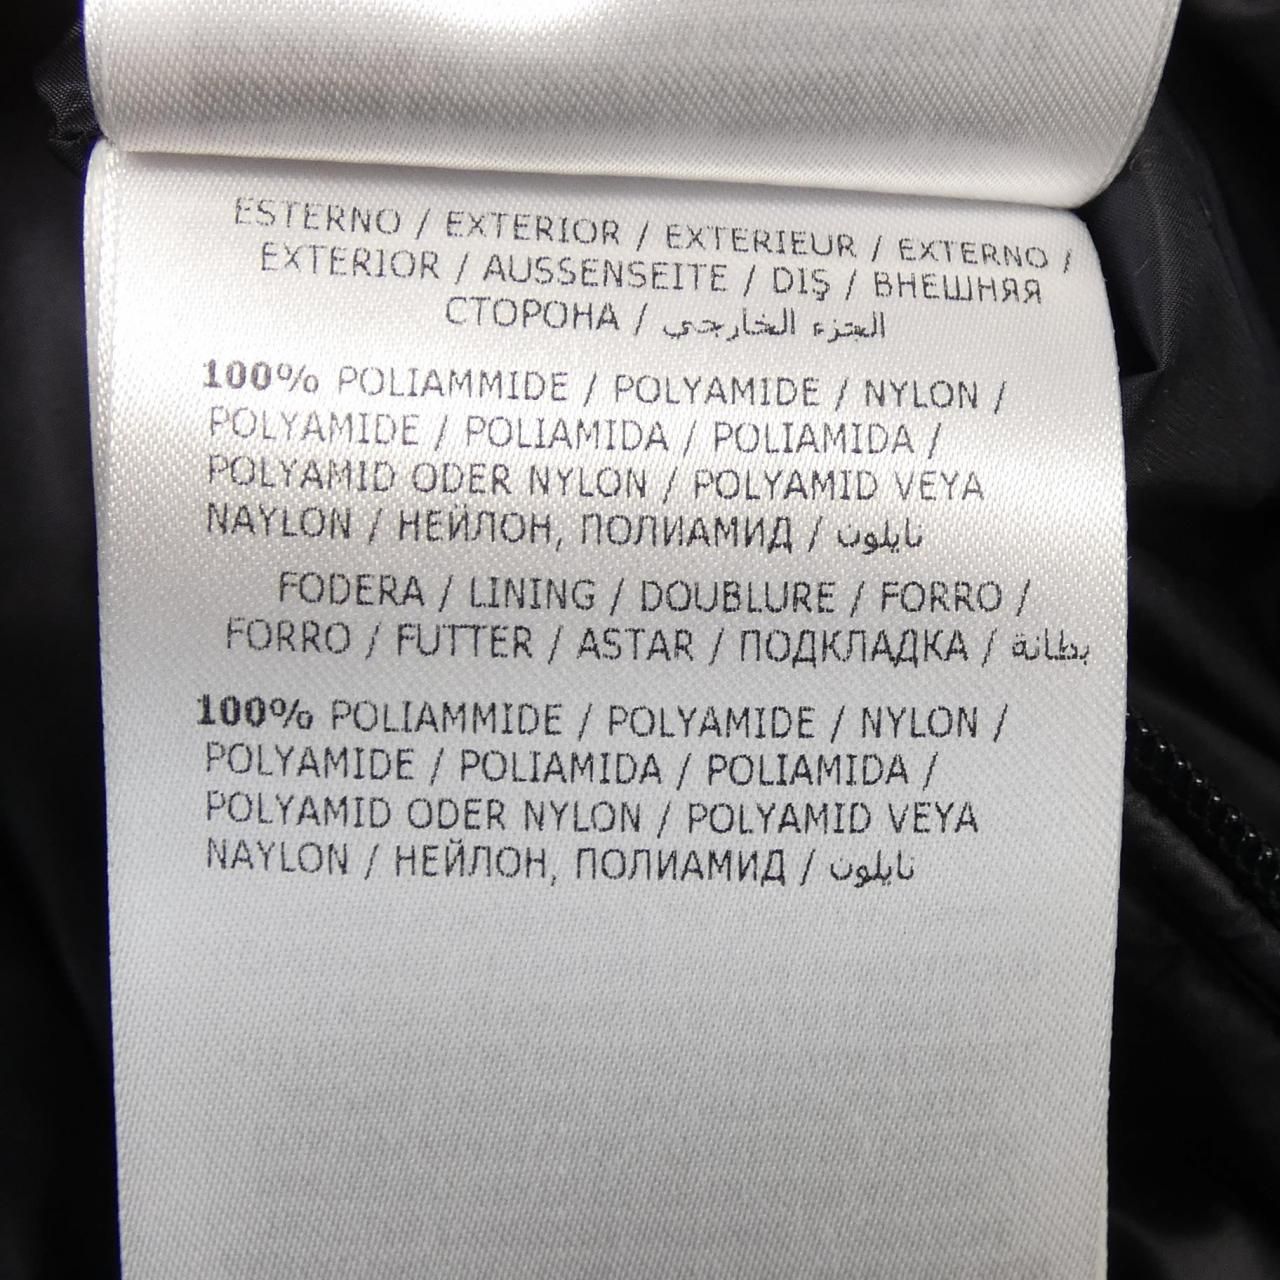 ESTERNO / EXTERIOR / EXTERIEUR / EXTERNO /
EXTERIOR / AUSSENSEITE / DIŞ / ВНЕШНЯЯ
СТОРОНА / الجزء الخارجي
100% POLIAMMIDE / POLYAMIDE / NYLON /
POLYAMIDE / POLIAMIDA / POLIAMIDA /
POLYAMID ODER NYLON / POLYAMID VEYA
NAYLON / НЕЙЛОН, ПОЛИАМИД / نايلون
FODERA / LINING / DOUBLURE / FORRO /
FORRO / FUTTER / ASTAR / ПОДКЛАДКА / بطانة
100% POLIAMMIDE / POLYAMIDE / NYLON /
POLYAMIDE / POLIAMIDA / POLIAMIDA /
POLYAMID ODER NYLON / POLYAMID VEYA
NAYLON / НЕЙЛОН, ПОЛИАМИД / نايلون